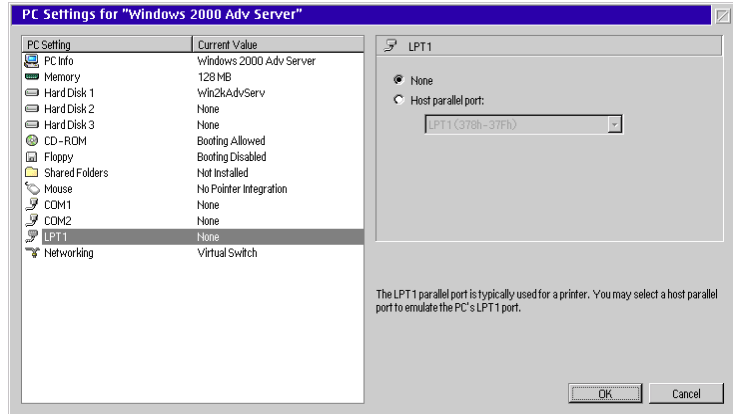 PC Settings for "Windows 2000 Adv Server"
PC Setting Current Value
PC Info Windows 2000 Adv Server
Memory 128 MB
Hard Disk 1 Win2kAdvServ
Hard Disk 2 None
Hard Disk 3 None
CD-ROM Booting Allowed
Floppy Booting Disabled
Shared Folders Not Installed
Mouse No Pointer Integration
COM1 None
COM2 None
LPT1 None
Networking Virtual Switch
LPT1
None
Host parallel port:
LPT1(378h-37Fh)
The LPT1 parallel port is typically used for a printer. You may select a host parallel
port to emulate the PC's LPT1 port.
OK Cancel